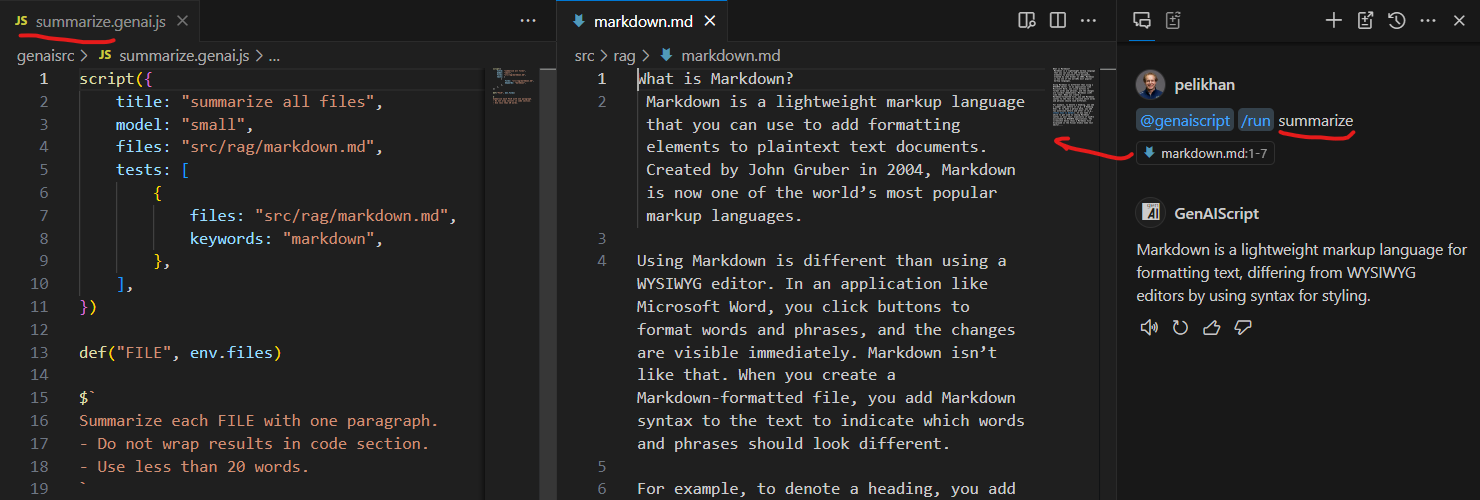 JS summarize.genai.js
genaisrc > JS summarize.genai.js > ...
1 script({
2 title: "summarize all files",
3 model: "small",
4 files: "src/rag/markdown.md",
5 tests: [
6 {
7 files: "src/rag/markdown.md",
8 keywords: "markdown",
9 },
10 ],
11 })
12
13 def("FILE", env.files)
14
15 $`
16 Summarize each FILE with one paragraph.
17 - Do not wrap results in code section.
18 - Use less than 20 words.
19 `
markdown.md
src > rag > markdown.md
1 What is Markdown?
2 Markdown is a lightweight markup language
that you can use to add formatting
elements to plaintext text documents.
Created by John Gruber in 2004, Markdown
is now one of the world’s most popular
markup languages.
3
4 Using Markdown is different than using a
WYSIWYG editor. In an application like
Microsoft Word, you click buttons to
format words and phrases, and the changes
are visible immediately. Markdown isn’t
like that. When you create a
Markdown-formatted file, you add Markdown
syntax to the text to indicate which words
and phrases should look different.
5
6 For example, to denote a heading, you add
pelikhan
@genaiscript /run summarize
markdown.md:1-7
GenAIScript
Markdown is a lightweight markup language for
formatting text, differing from WYSIWYG
editors by using syntax for styling.